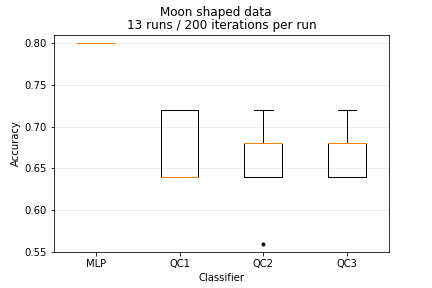 Moon shaped data
13 runs / 200 iterations per run
0.80
0.75
0.70
0.65
0.60
0.55
Accuracy
MLP QC1 QC2 QC3
Classifier